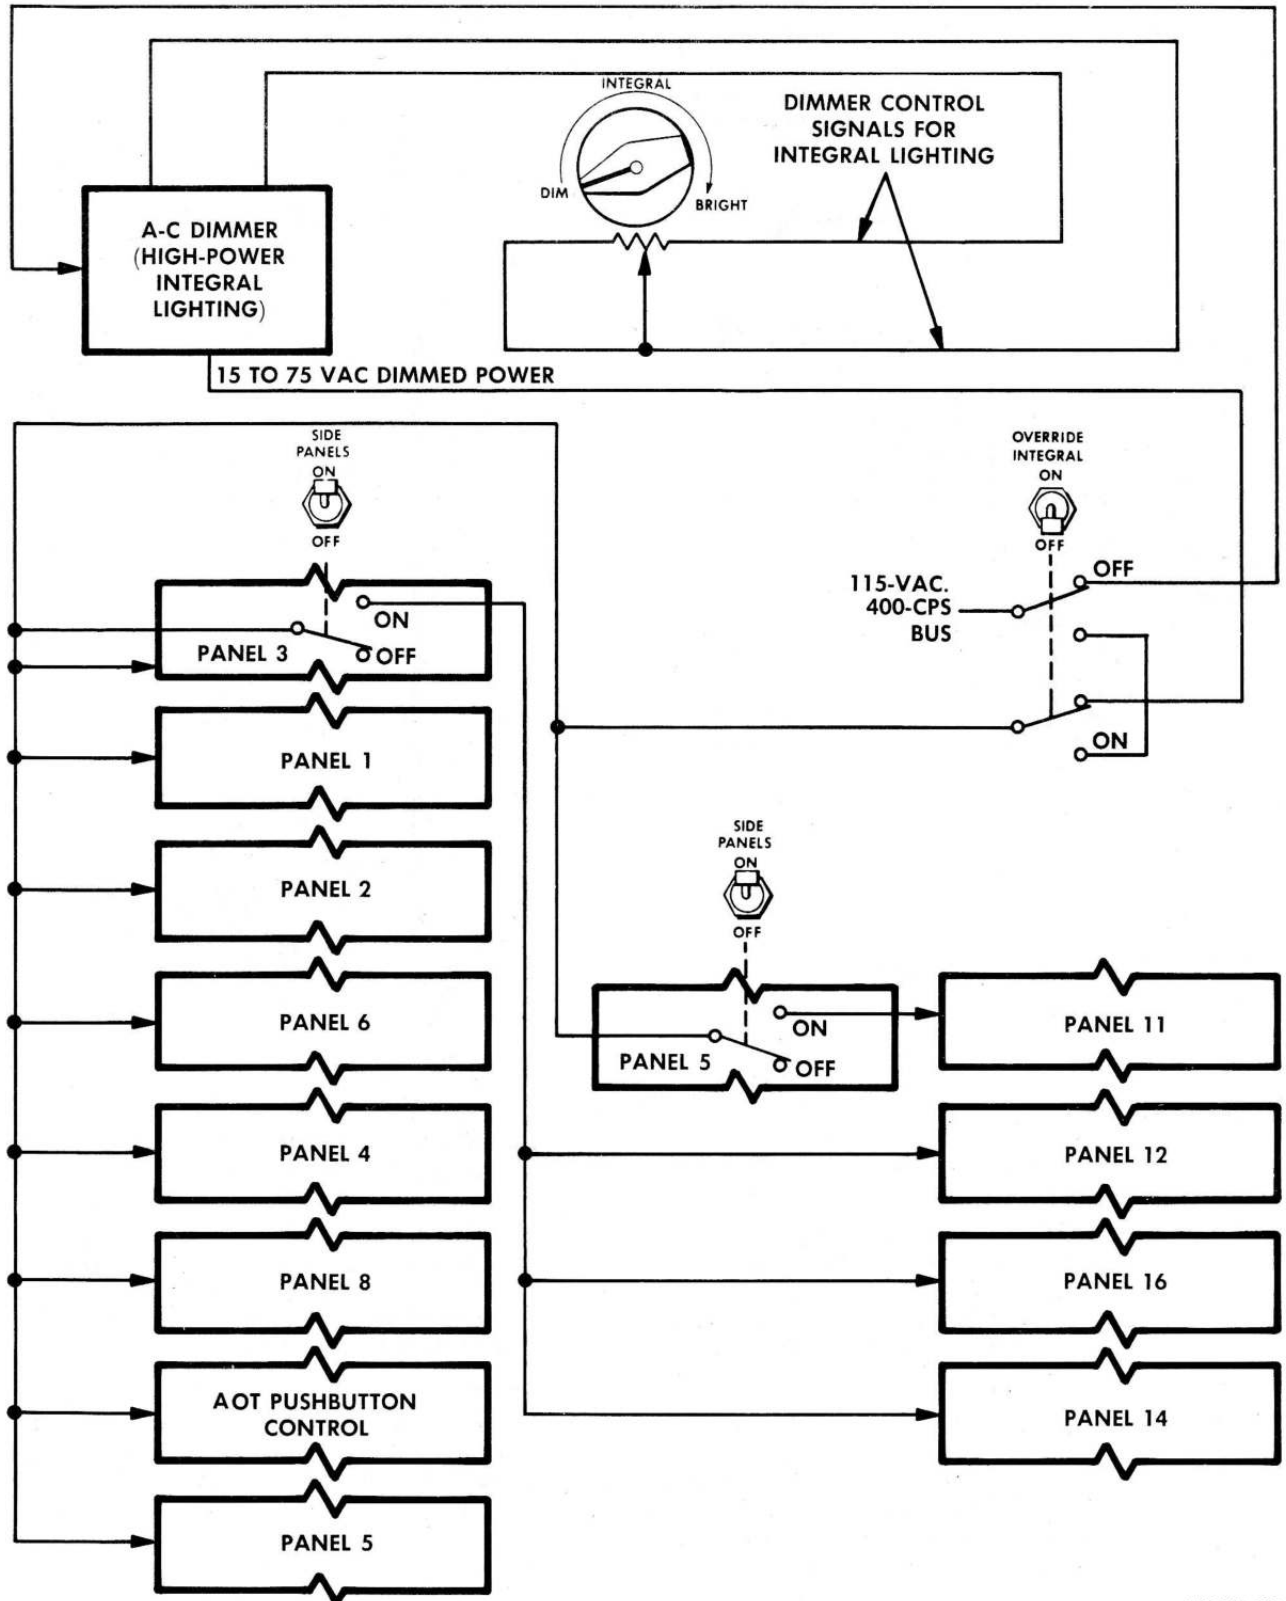 INTEGRAL
DIM
BRIGHT
DIMMER CONTROL
SIGNALS FOR
INTEGRAL LIGHTING
A-C DIMMER
(HIGH-POWER
INTEGRAL
LIGHTING)
15 TO 75 VAC DIMMED POWER
SIDE
PANELS
ON
OFF
OVERRIDE
INTEGRAL
ON
OFF
115-VAC.
400-CPS
BUS
OFF
ON
ON
OFF
PANEL 3
PANEL 1
PANEL 2
PANEL 6
PANEL 4
PANEL 8
AOT PUSHBUTTON
CONTROL
PANEL 5
SIDE
PANELS
ON
OFF
ON
OFF
PANEL 5
PANEL 11
PANEL 12
PANEL 16
PANEL 14